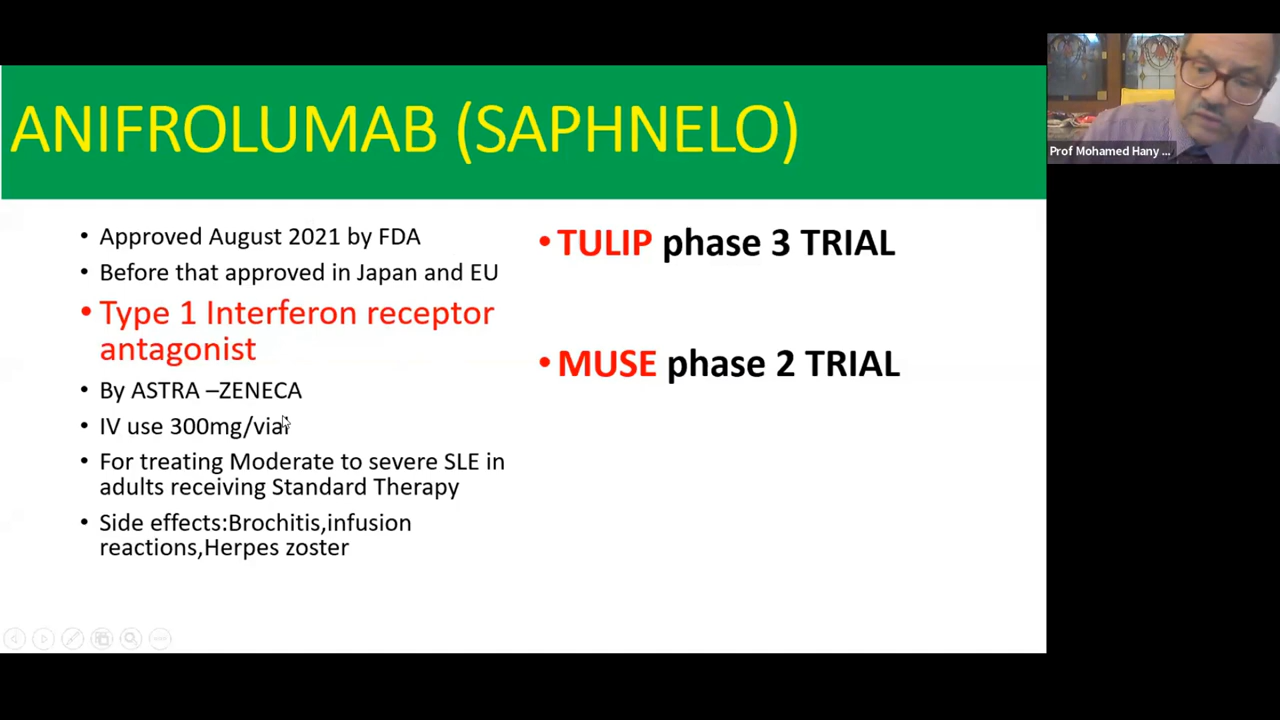 ANIFROLUMAB (SAPHNELO)
• Approved August 2021 by FDA
• Before that approved in Japan and EU
• Type 1 Interferon receptor
antagonist
• By ASTRA –ZENECA
• IV use 300mg/vial
• For treating Moderate to severe SLE in
adults receiving Standard Therapy
• Side effects:Brochitis,infusion
reactions,Herpes zoster
• TULIP phase 3 TRIAL
• MUSE phase 2 TRIAL
Prof Mohamed Hany ...